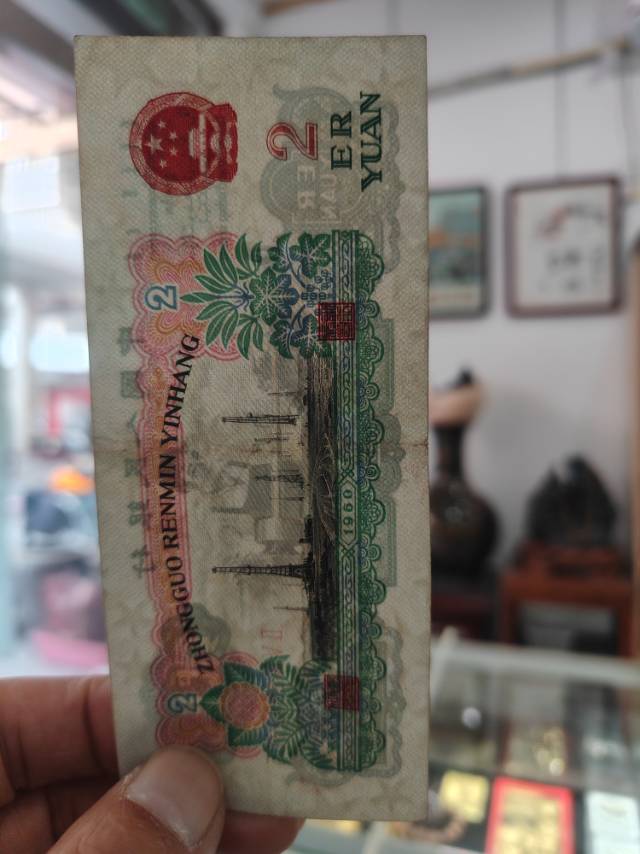 ZHONGGUO RENMIN YINHANG
2
2
2
ER
YUAN
1960